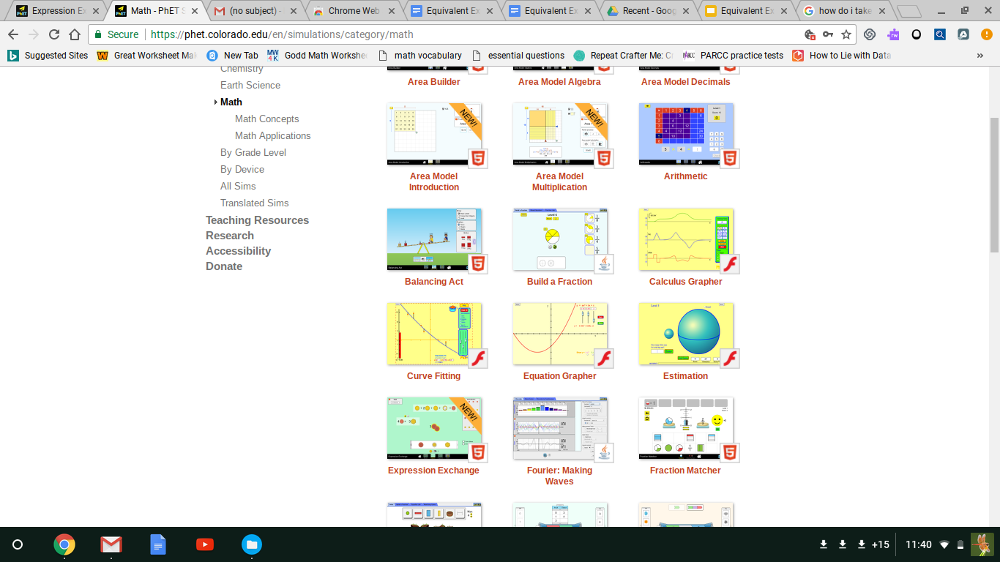 Expression Ex
Math - PhET S
(no subject) -
Chrome Web
Equivalent Ex
Equivalent Ex
Recent - Goog
Equivalent Ex
how do i take
Secure
https://phet.colorado.edu/en/simulations/category/math
Suggested Sites
Great Worksheet Mak
New Tab
Godd Math Workshe
math vocabulary
essential questions
Repeat Crafter Me: C
PARCC practice tests
How to Lie with Data
»
Chemistry
Earth Science
Math
Math Concepts
Math Applications
By Grade Level
By Device
All Sims
Translated Sims
Teaching Resources
Research
Accessibility
Donate
Area Builder
Area Model Algebra
Area Model Decimals
NEW!
NEW!
Area Model
Introduction
Area Model
Multiplication
Arithmetic
Balancing Act
Build a Fraction
Calculus Grapher
Curve Fitting
Equation Grapher
Estimation
NEW!
Expression Exchange
Fourier: Making
Waves
Fraction Matcher
+15
11:40